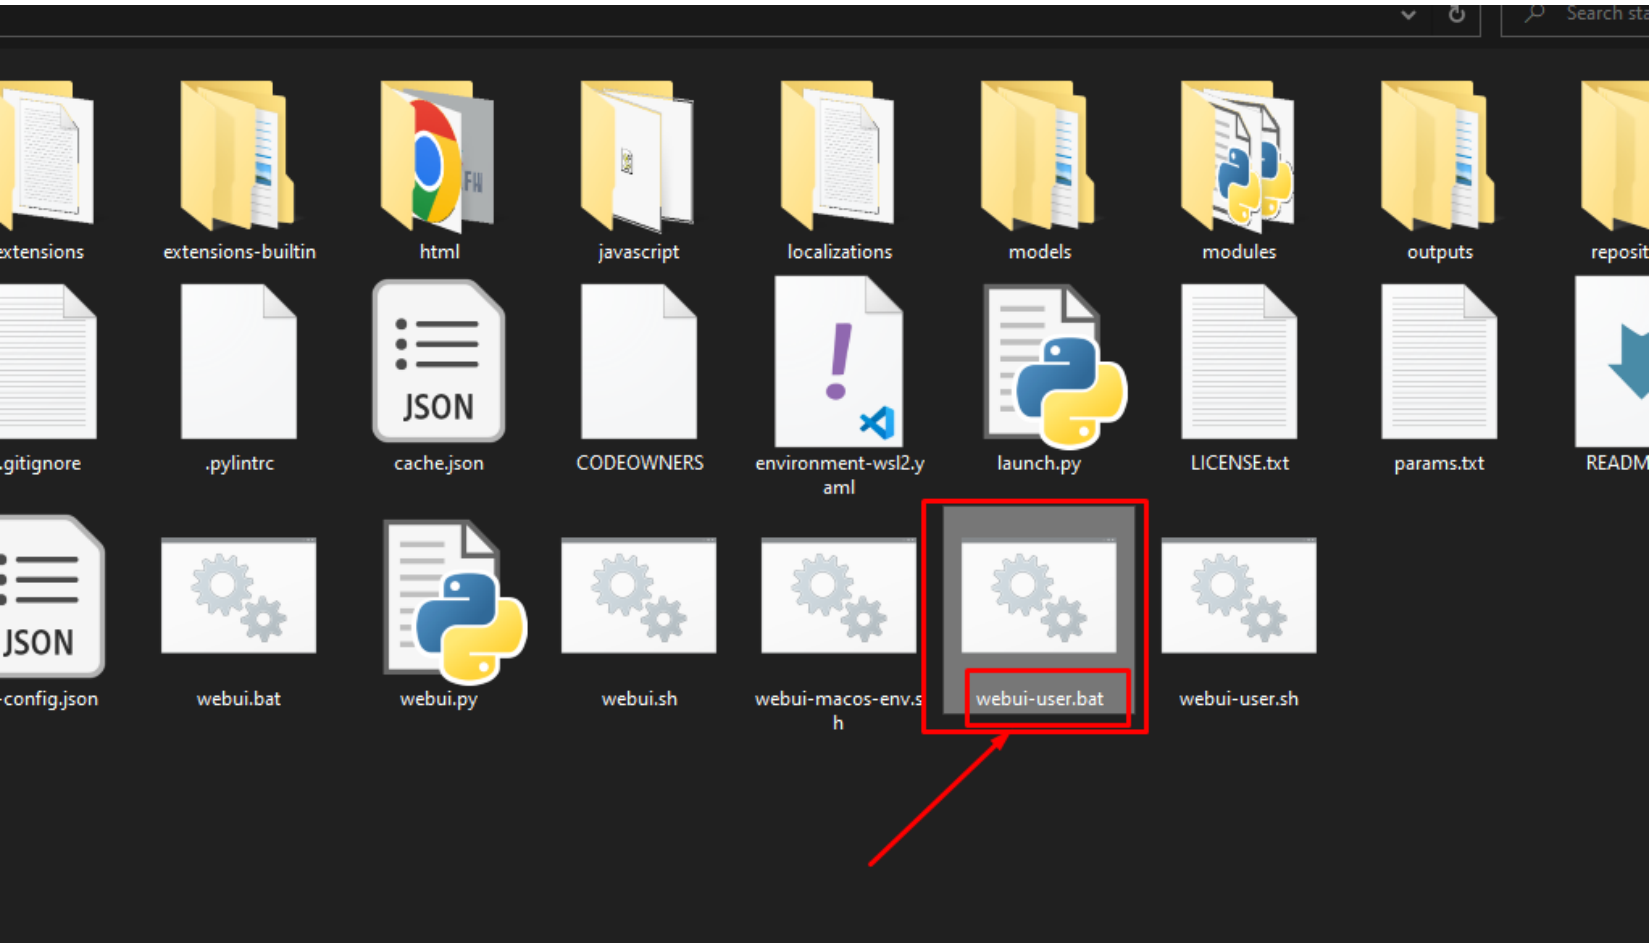 Search sta
extensions
extensions-builtin
html
javascript
localizations
models
modules
outputs
reposit
.gitignore
.pylintrc
JSON
cache.json
CODEOWNERS
environment-wsl2.y
aml
launch.py
LICENSE.txt
params.txt
READM
JSON
-config.json
webui.bat
webui.py
webui.sh
webui-macos-env.s
h
webui-user.bat
webui-user.sh